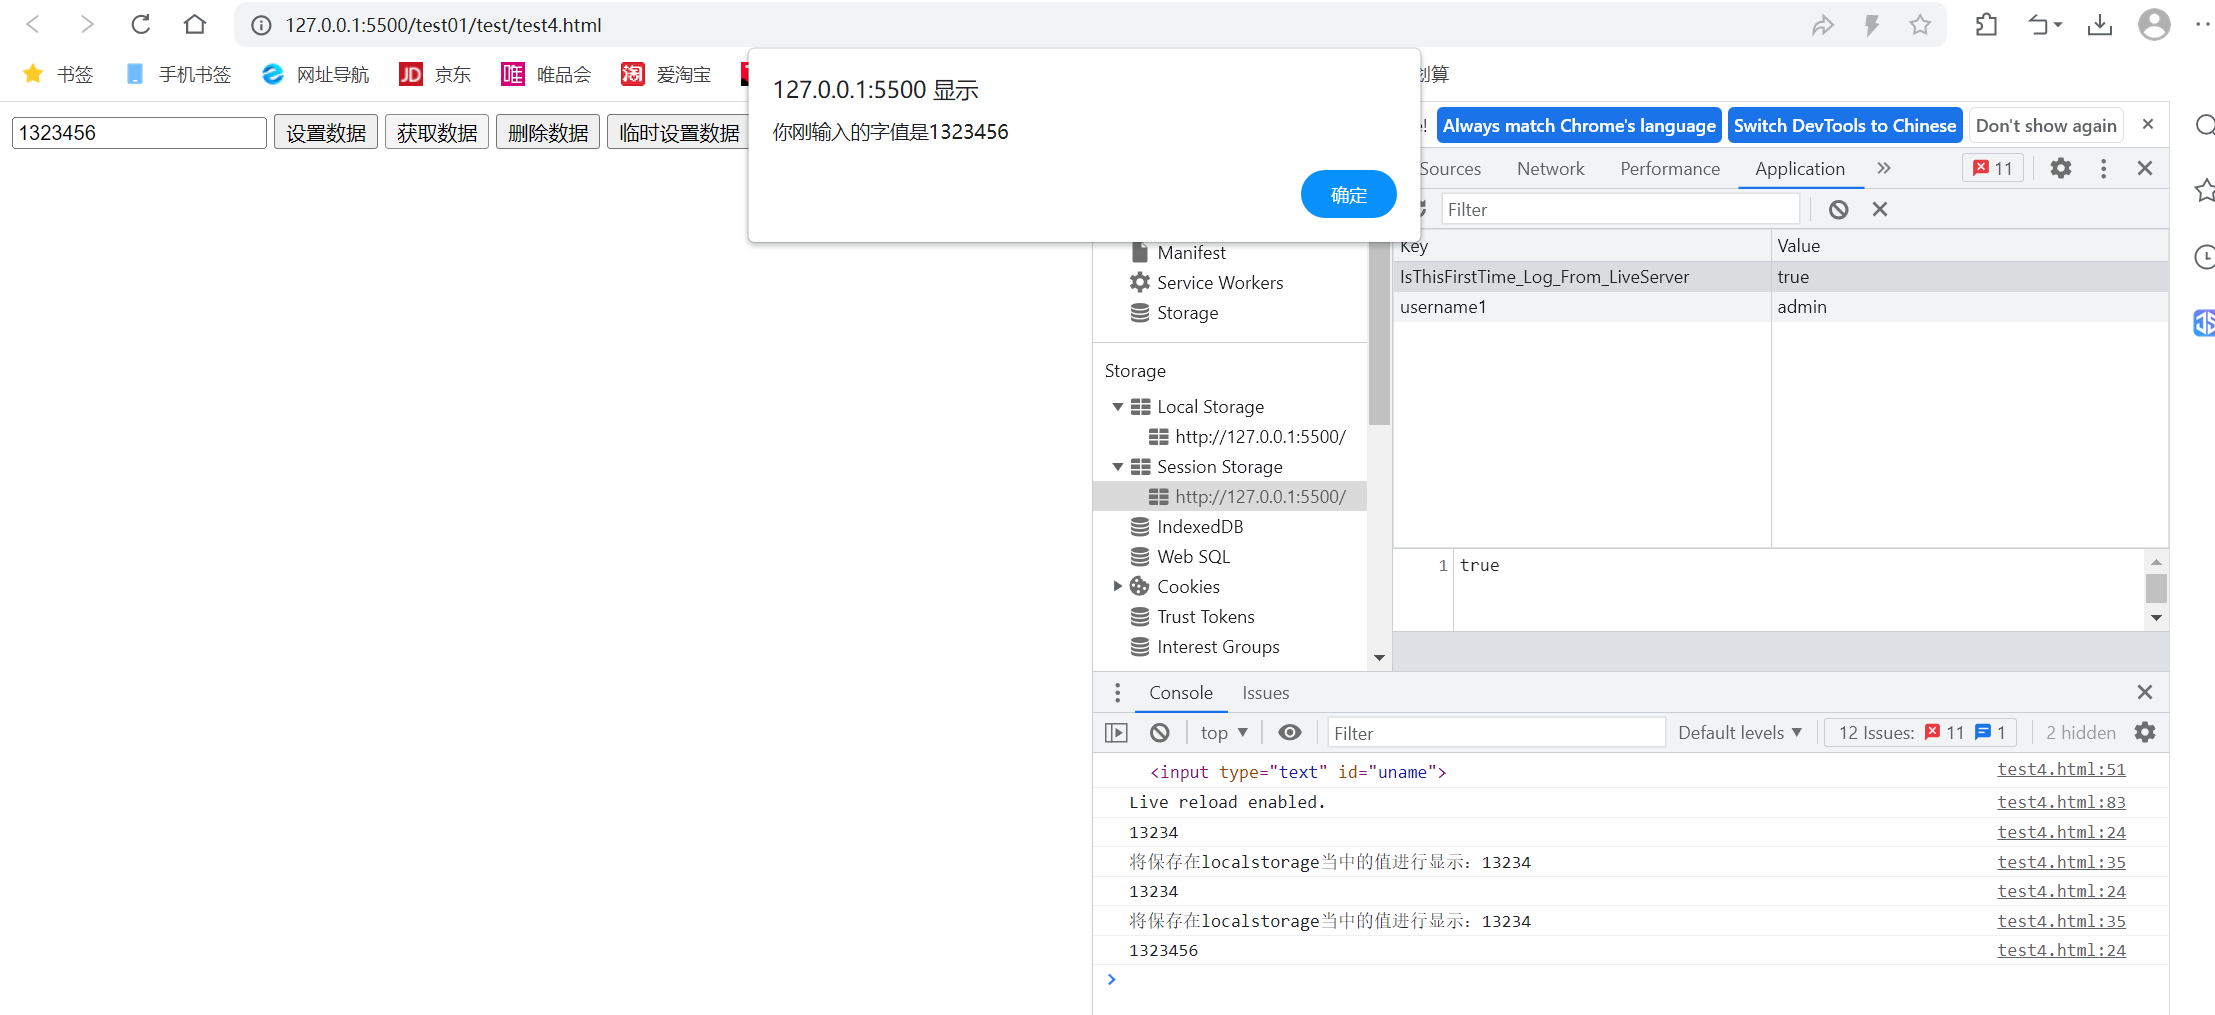 127.0.0.1:5500/test01/test/test4.html
书签 手机书签 网址导航 JD 京东 唯 唯品会 淘 爱淘宝 创算
127.0.0.1:5500 显示
你刚输入的字值是1323456
确定
1323456 设置数据 获取数据 删除数据 临时设置数据
! Always match Chrome's language Switch DevTools to Chinese Don't show again
Sources Network Performance Application 11
Filter
Manifest
Service Workers
Storage
Storage
Local Storage
http://127.0.0.1:5500/
Session Storage
http://127.0.0.1:5500/
IndexedDB
Web SQL
Cookies
Trust Tokens
Interest Groups
Key Value
IsThisFirstTime_Log_From_LiveServer true
username1 admin
1 true
Console Issues
top Filter Default levels 12 Issues: 11 1 2 hidden
<input type="text" id="uname"> test4.html:51
Live reload enabled. test4.html:83
13234 test4.html:24
将保存在localstorage当中的值进行显示：13234 test4.html:35
13234 test4.html:24
将保存在localstorage当中的值进行显示：13234 test4.html:35
1323456 test4.html:24